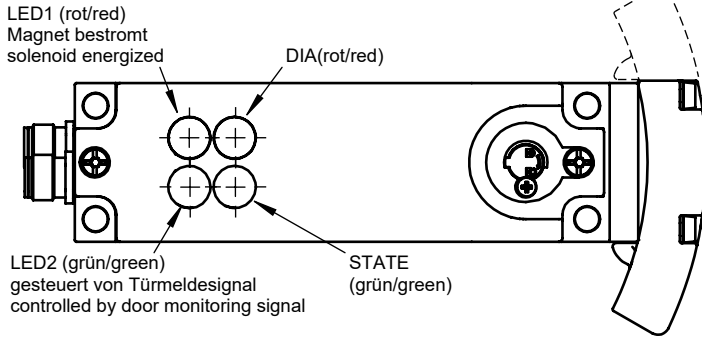 LED1 (rot/red)
Magnet bestromt
solenoid energized
DIA(rot/red)
LED2 (grün/green)
gesteuert von Türmeldesignal
controlled by door monitoring signal
STATE
(grün/green)